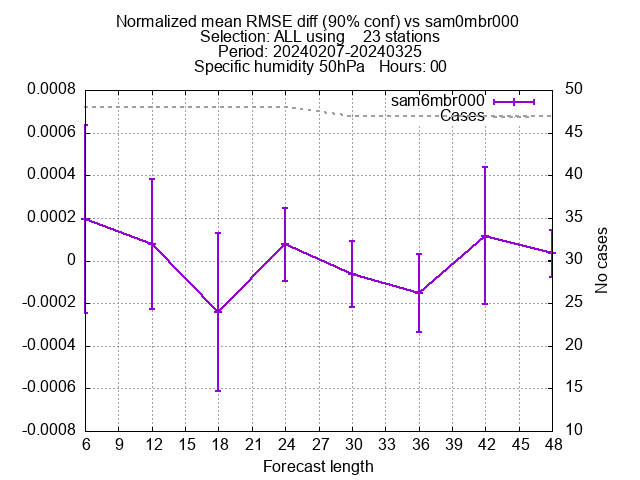 Normalized mean RMSE diff (90% conf) vs sam0mbr000
Selection: ALL using    23 stations
Period: 20240207-20240325
Specific humidity 50hPa   Hours: 00
sam6mbr000
Cases
0.0008
0.0006
0.0004
0.0002
0
-0.0002
-0.0004
-0.0006
-0.0008
50
45
40
35
30
25
20
15
10
No cases
6 9 12 15 18 21 24 27 30 33 36 39 42 45 48
Forecast length